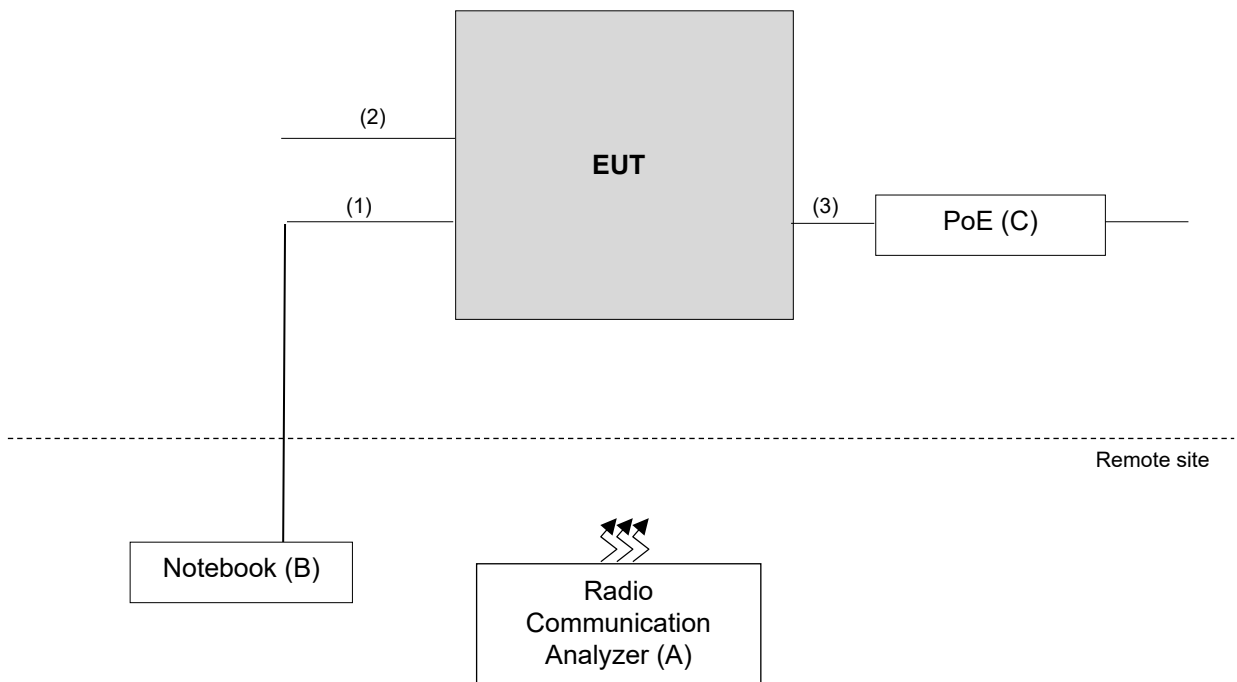 (2)
EUT
(1)
(3)
PoE (C)
Remote site
Notebook (B)
Radio
Communication
Analyzer (A)